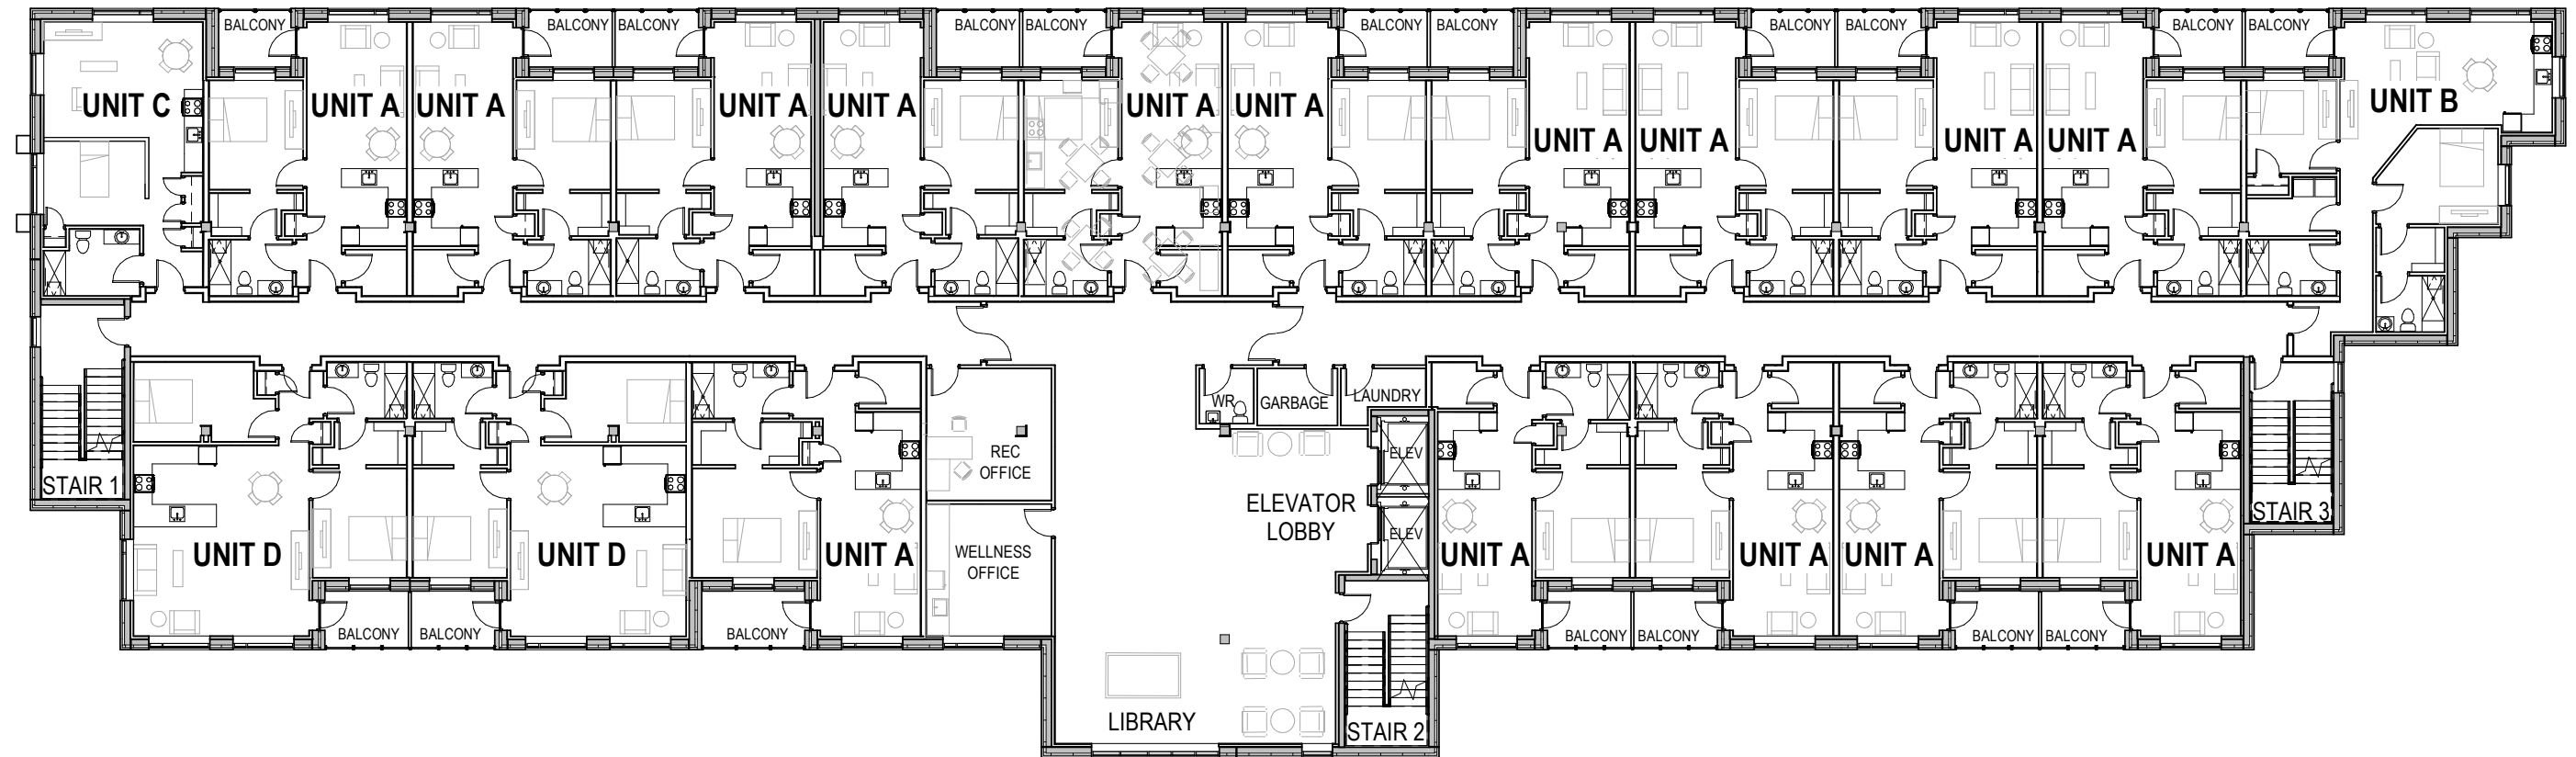 BALCONY
BALCONY
BALCONY
BALCONY
BALCONY
BALCONY
BALCONY
BALCONY
BALCONY
BALCONY
BALCONY
UNIT C
UNIT A
UNIT A
UNIT A
UNIT A
UNIT A
UNIT A
UNIT A
UNIT A
UNIT A
UNIT A
UNIT B
WR
GARBAGE
LAUNDRY
REC
OFFICE
ELEV
STAIR 1
ELEVATOR
LOBBY
ELEV
STAIR 3
UNIT D
UNIT D
UNIT A
WELLNESS
OFFICE
UNIT A
UNIT A
UNIT A
UNIT A
BALCONY
BALCONY
BALCONY
BALCONY
BALCONY
BALCONY
BALCONY
LIBRARY
STAIR 2